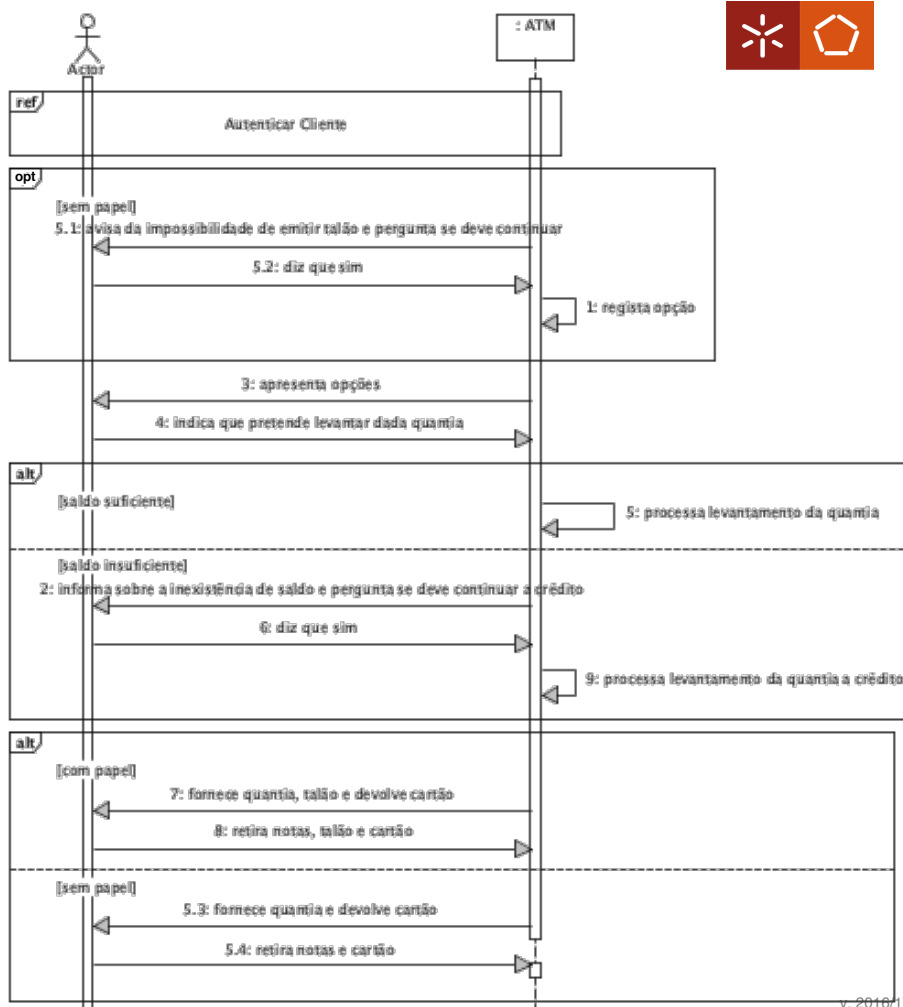 : ATM
Actor
ref
Autenticar Cliente
opt
[sem papel]
5.1: avisa da impossibilidade de emitir talão e pergunta se deve continuar
5.2: diz que sim
1: regista opção
3: apresenta opções
4: indica que pretende levantar dada quantia
alt
[saldo suficiente]
5: processa levantamento da quantia
[saldo insuficiente]
2: informa sobre a inexistência de saldo e pergunta se deve continuar a crédito
6: diz que sim
9: processa levantamento da quantia a crédito
alt
[com papel]
7: fornece quantia, talão e devolve cartão
8: retira notas, talão e cartão
[sem papel]
5.3: fornece quantia e devolve cartão
5.4: retira notas e cartão